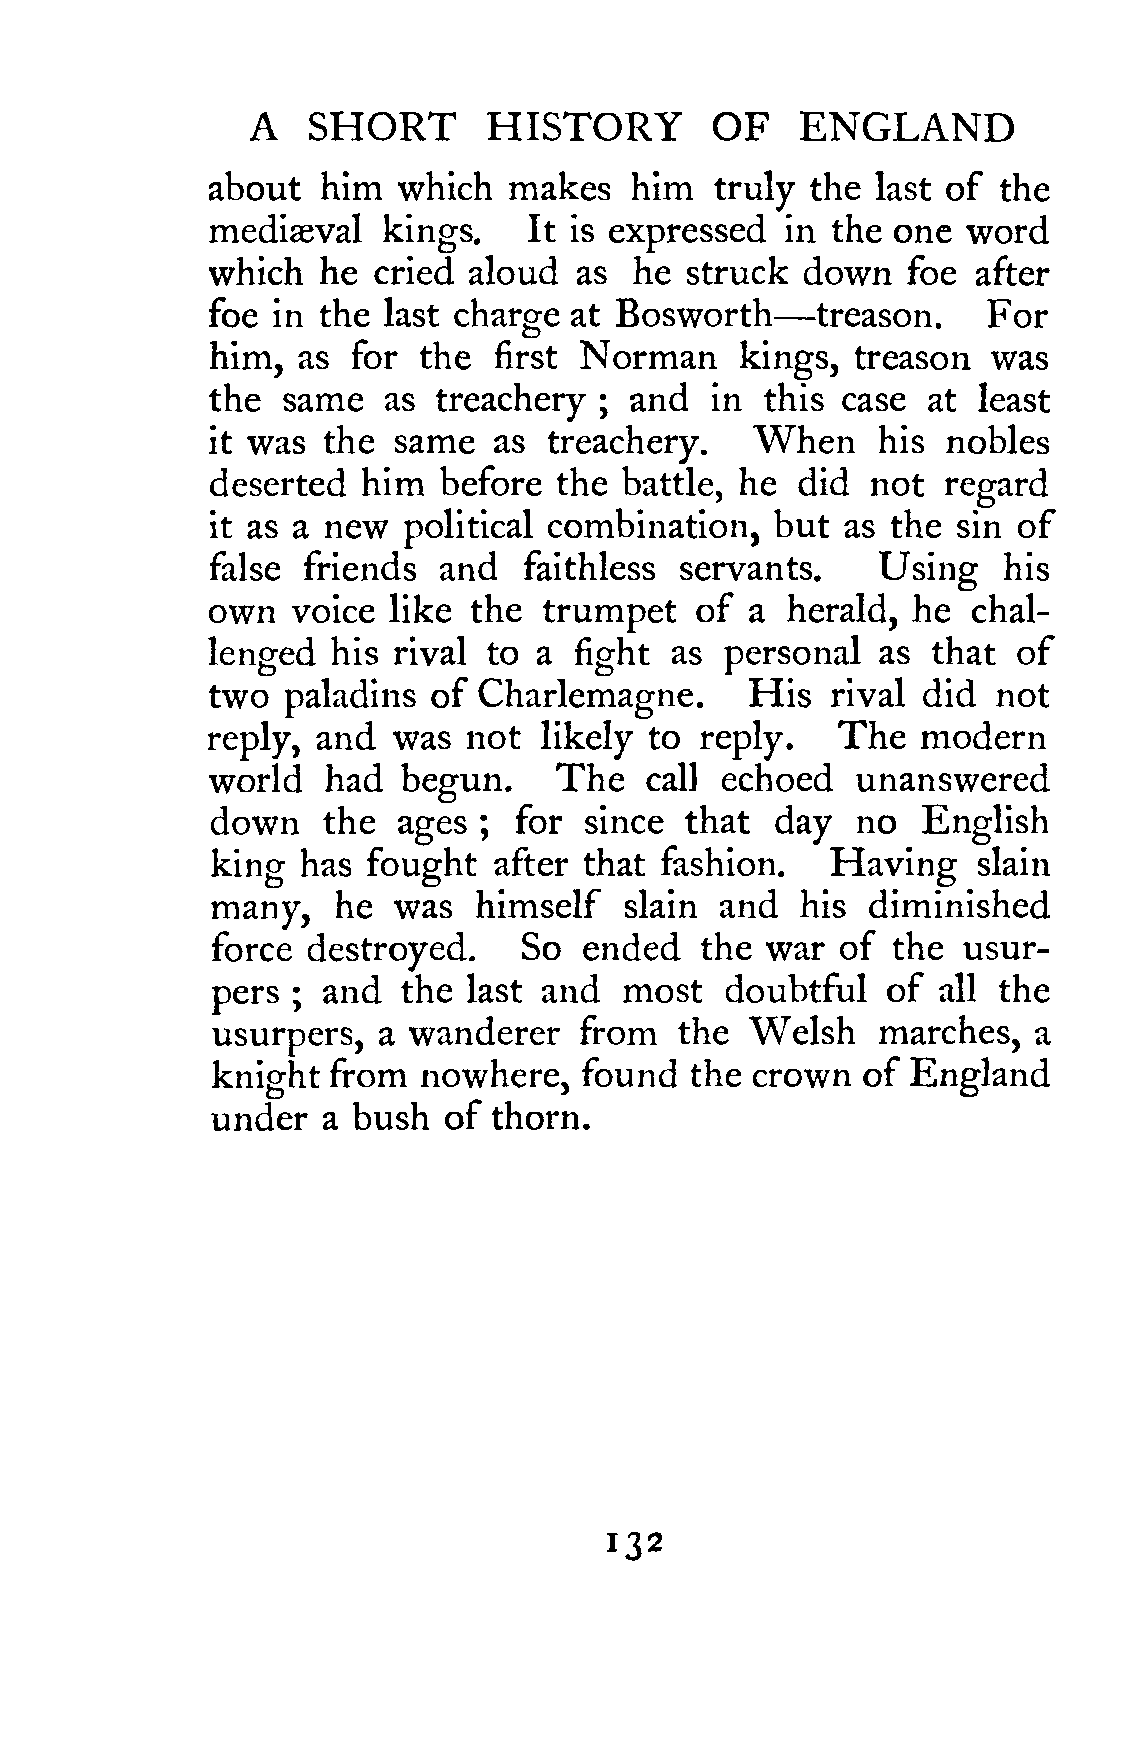 A SHORT HISTORY OF ENGLAND
about him which makes him truly the last of the
mediæval kings. It is expressed in the one word
which he cried aloud as he struck down foe after
foe in the last charge at Bosworth—treason. For
him, as for the first Norman kings, treason was
the same as treachery ; and in this case at least
it was the same as treachery. When his nobles
deserted him before the battle, he did not regard
it as a new political combination, but as the sin of
false friends and faithless servants. Using his
own voice like the trumpet of a herald, he chal-
lenged his rival to a fight as personal as that of
two paladins of Charlemagne. His rival did not
reply, and was not likely to reply. The modern
world had begun. The call echoed unanswered
down the ages ; for since that day no English
king has fought after that fashion. Having slain
many, he was himself slain and his diminished
force destroyed. So ended the war of the usur-
pers ; and the last and most doubtful of all the
usurpers, a wanderer from the Welsh marches, a
knight from nowhere, found the crown of England
under a bush of thorn.
132